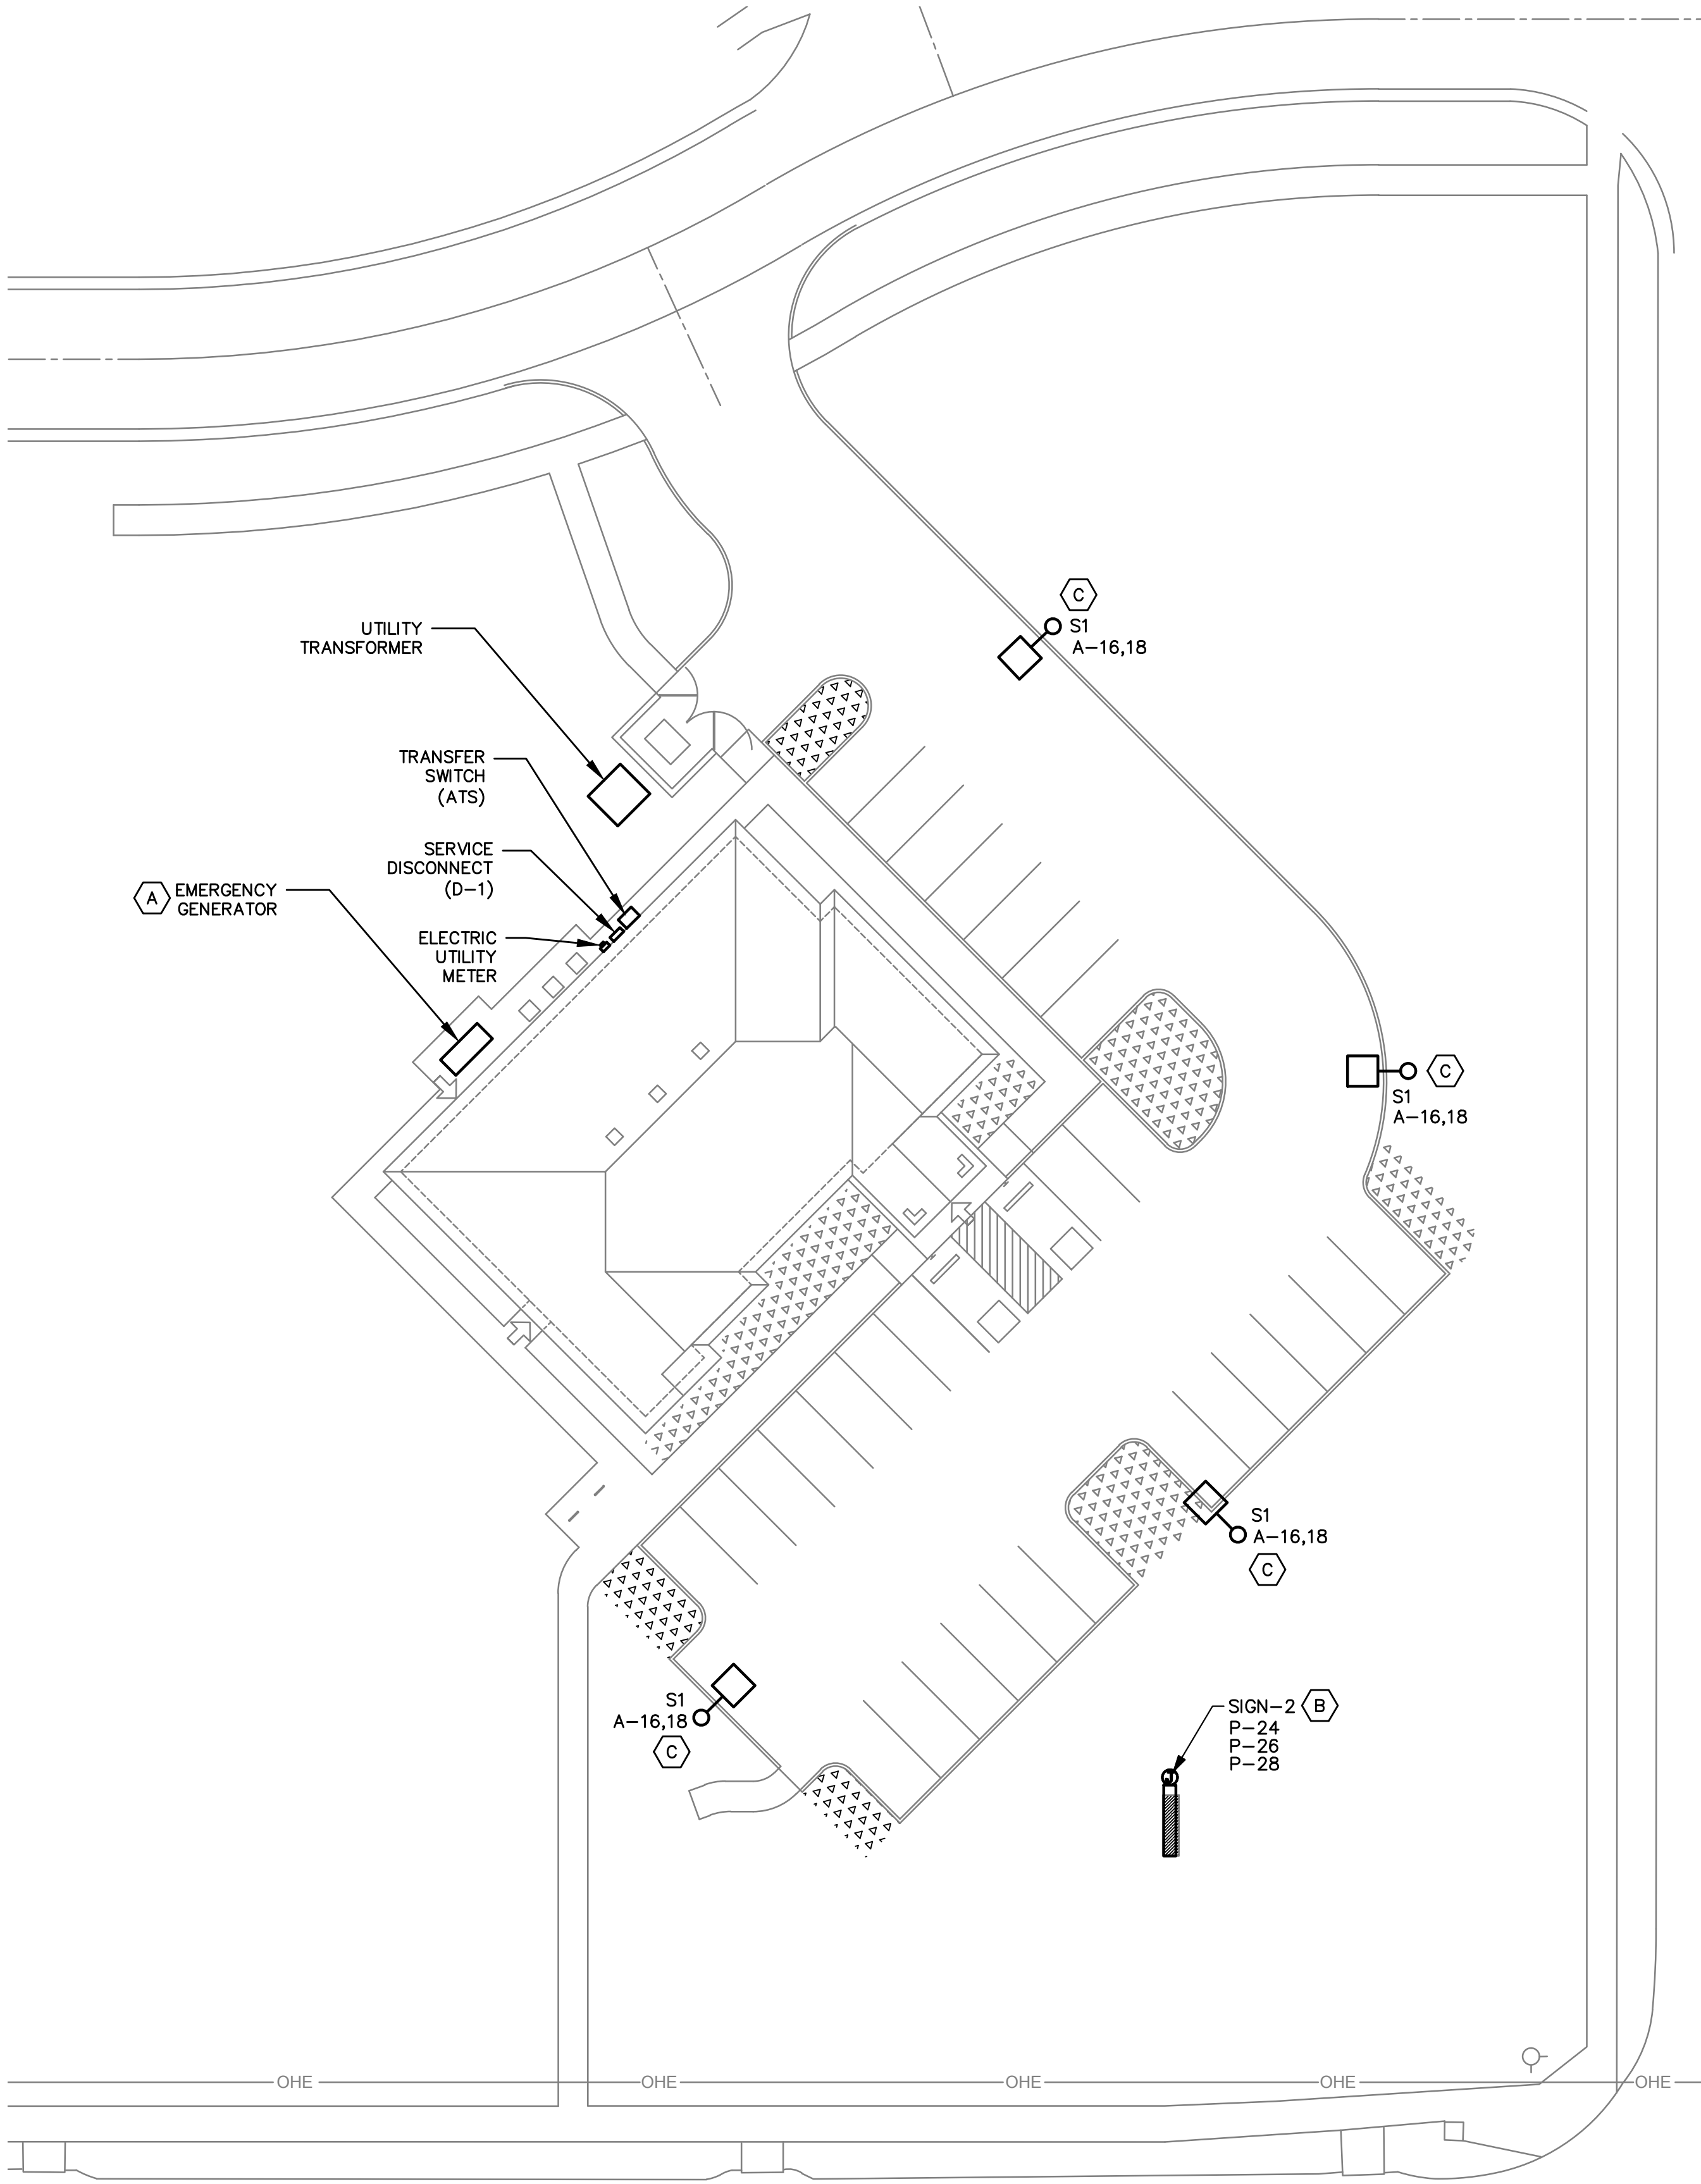 C
S1
A-16,18
UTILITY
TRANSFORMER
TRANSFER
SWITCH
(ATS)
SERVICE
DISCONNECT
(D-1)
A
EMERGENCY
GENERATOR
ELECTRIC
UTILITY
METER
C
S1
A-16,18
S1
A-16,18
C
S1
A-16,18
C
SIGN-2
B
P-24
P-26
P-28
J
OHE
OHE
OHE
OHE
OHE